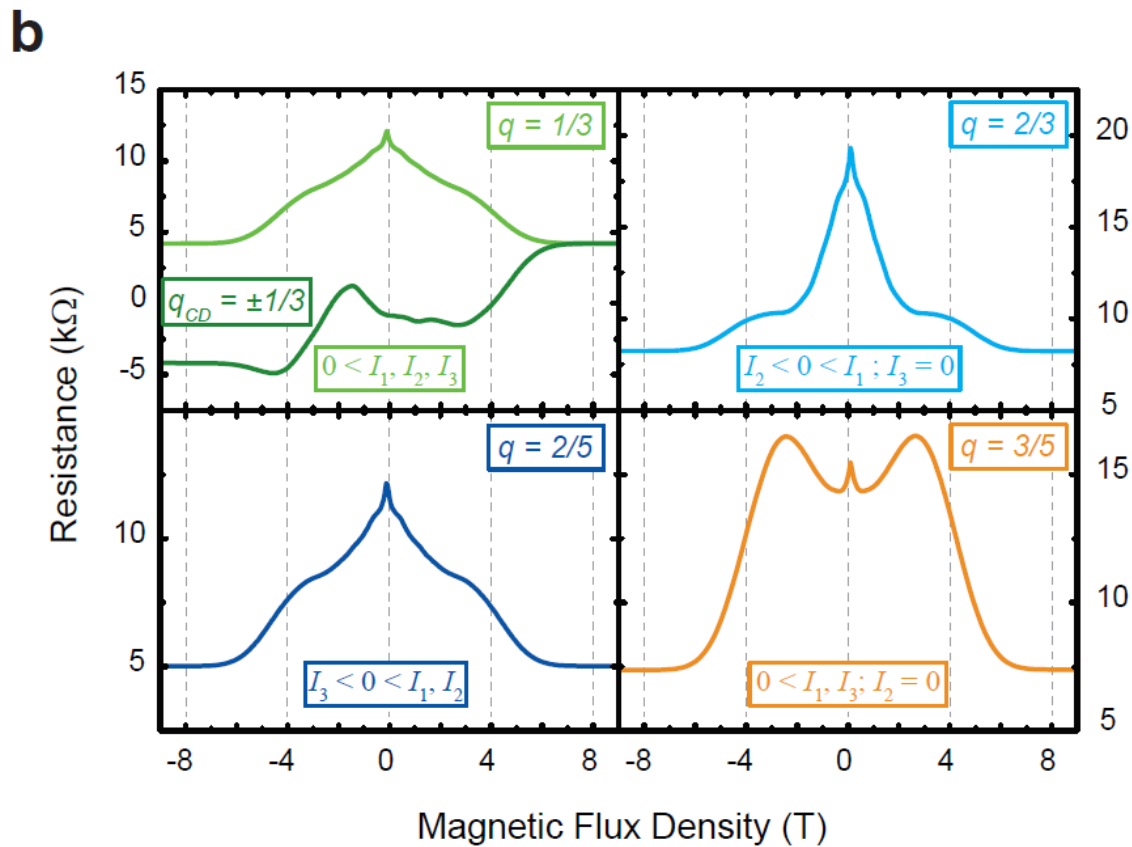 b
Resistance (kΩ)
15
10
5
0
-5
q = 1/3
q_CD = ±1/3
0 < I_1, I_2, I_3
q = 2/3
I_2 < 0 < I_1 ; I_3 = 0
20
15
10
5
q = 2/5
I_3 < 0 < I_1, I_2
10
5
q = 3/5
0 < I_1, I_3; I_2 = 0
15
10
5
-8 -4 0 4 8
-8 -4 0 4 8
Magnetic Flux Density (T)